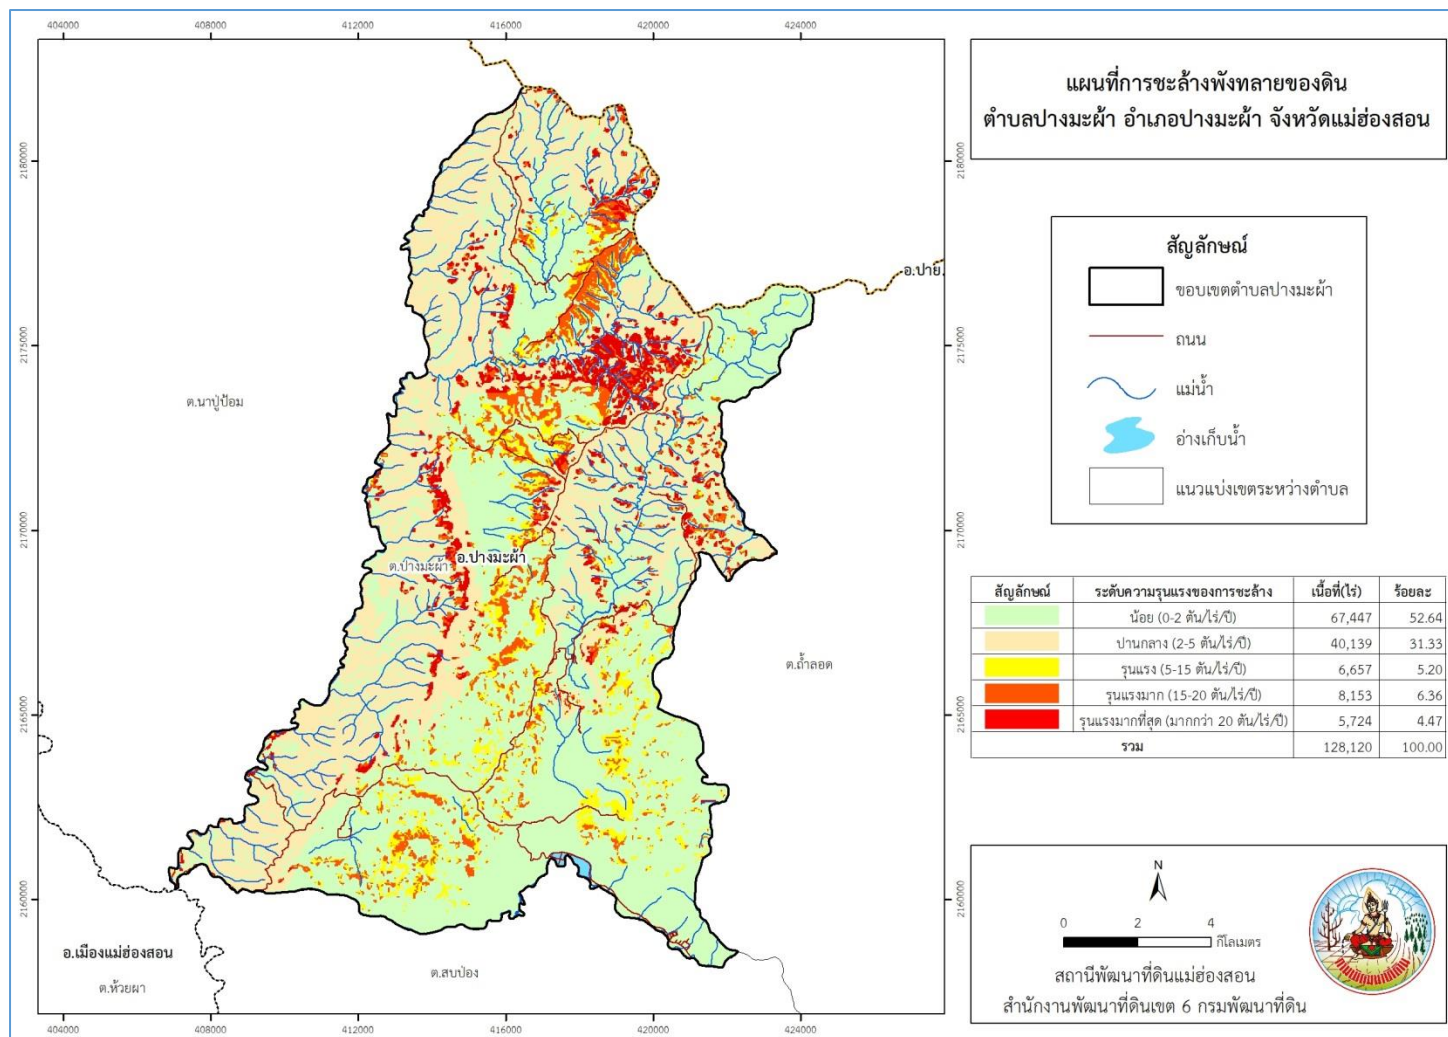 404000 408000 412000 416000 420000 424000
แผนที่การชะล้างพังทลายของดิน
ตำบลปางมะผ้า อำเภอปางมะผ้า จังหวัดแม่ฮ่องสอน
2180000 2180000
สัญลักษณ์
ขอบเขตตำบลปางมะผ้า
ถนน
แม่น้ำ
อ่างเก็บน้ำ
แนวแบ่งเขตระหว่างตำบล
อ.ปาย.
2175000 2175000
ต.นาปู่ป้อม
2170000 2170000
ต.ปางมะผ้า อ.ปางมะผ้า
ต.ถ้ำลอด
สัญลักษณ์ ระดับความรุนแรงของการชะล้าง เนื้อที่(ไร่) ร้อยละ
น้อย (0-2 ตัน/ไร่/ปี) 67,447 52.64
ปานกลาง (2-5 ตัน/ไร่/ปี) 40,139 31.33
รุนแรง (5-15 ตัน/ไร่/ปี) 6,657 5.20
รุนแรงมาก (15-20 ตัน/ไร่/ปี) 8,153 6.36
รุนแรงมากที่สุด (มากกว่า 20 ตัน/ไร่/ปี) 5,724 4.47
รวม 128,120 100.00
2165000 2165000
2160000 2160000
อ.เมืองแม่ฮ่องสอน
ต.ห้วยผา
ต.สบป่อง
N
0 2 4
กิโลเมตร
สถานีพัฒนาที่ดินแม่ฮ่องสอน
สำนักงานพัฒนาที่ดินเขต 6 กรมพัฒนาที่ดิน
404000 408000 412000 416000 420000 424000